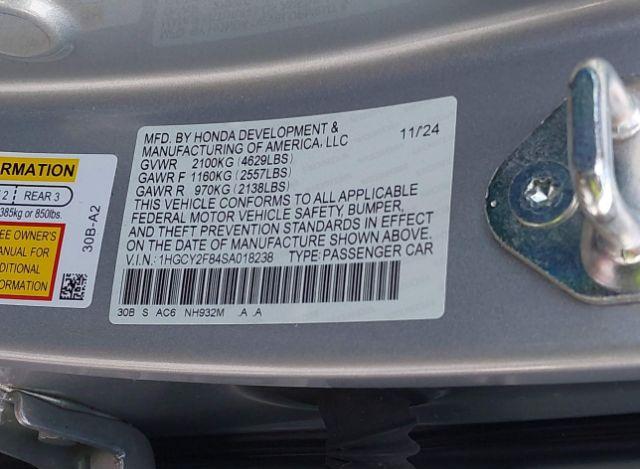 MFD. BY HONDA DEVELOPMENT &
MANUFACTURING OF AMERICA, LLC 11/24
GVWR 2100KG (4629LBS)
GAWR F 1160KG (2557LBS)
GAWR R 970KG (2138LBS)
THIS VEHICLE CONFORMS TO ALL APPLICABLE
FEDERAL MOTOR VEHICLE SAFETY, BUMPER,
AND THEFT PREVENTION STANDARDS IN EFFECT
ON THE DATE OF MANUFACTURE SHOWN ABOVE.
V.I.N.: 1HGCY2F84SA018238 TYPE: PASSENGER CAR
30B S AC6 NH932M .A .A
RMATION
2 REAR 3
385kg or 850lbs.
EE OWNER'S
ANUAL FOR
DDITIONAL
FORMATION
30B-A2